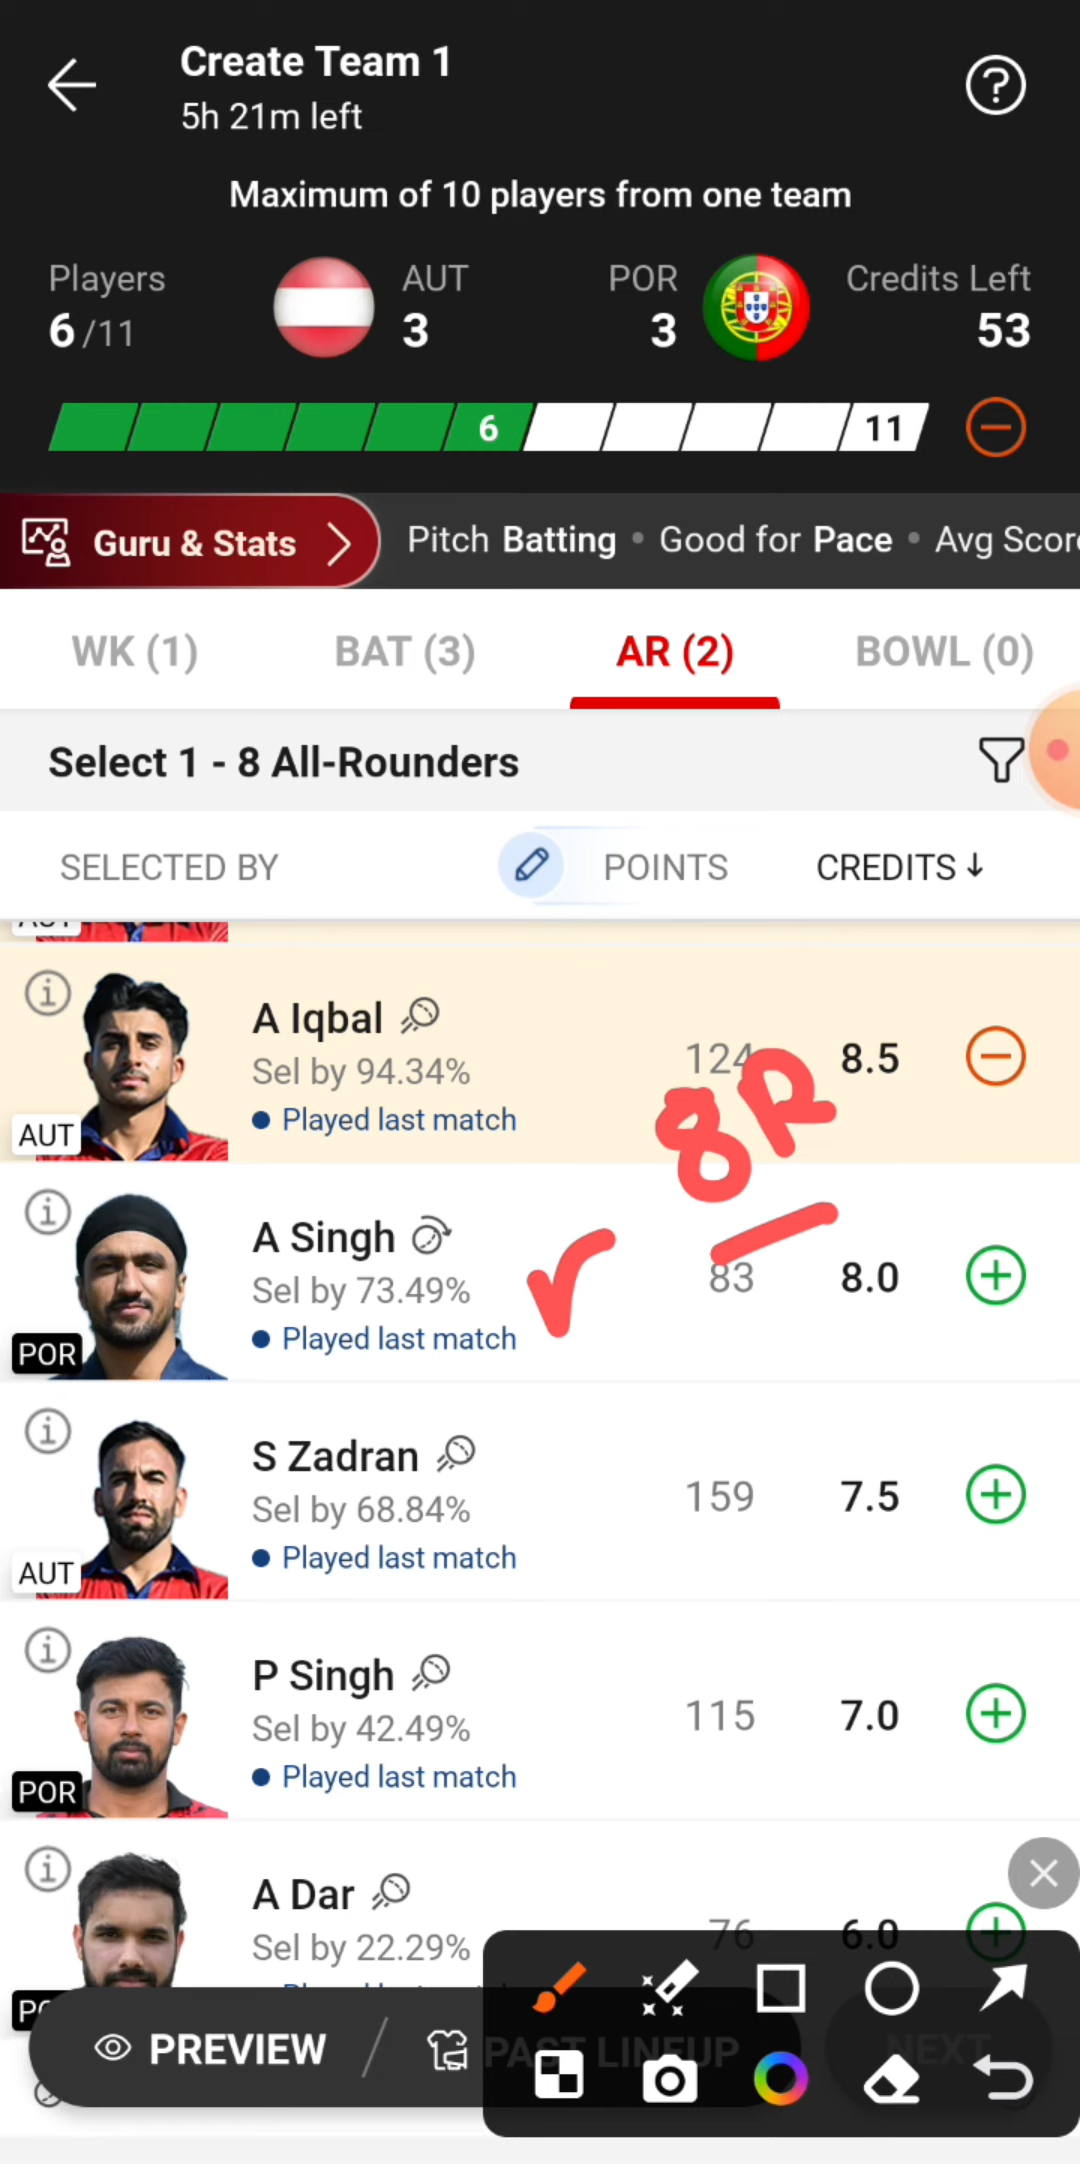 Create Team 1
5h 21m left
Maximum of 10 players from one team
Players
6/11
AUT
3
POR
3
Credits Left
53
6
11
Guru & Stats
Pitch Batting • Good for Pace • Avg Score
WK (1)
BAT (3)
AR (2)
BOWL (0)
Select 1 - 8 All-Rounders
SELECTED BY
POINTS
CREDITS ↓
AUT
A Iqbal
Sel by 94.34%
Played last match
124
8.5
AUT
8R
A Singh
Sel by 73.49%
Played last match
83
8.0
POR
S Zadran
Sel by 68.84%
Played last match
159
7.5
AUT
P Singh
Sel by 42.49%
Played last match
115
7.0
POR
A Dar
Sel by 22.29%
76
6.0
PREVIEW
PAST LINEUP
NEXT